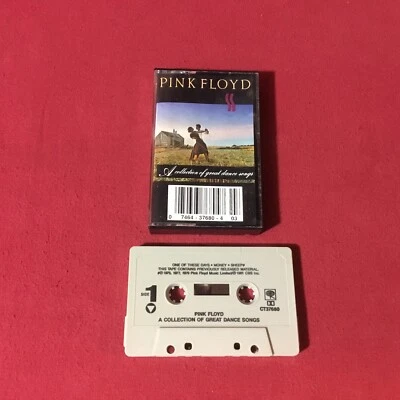 PINK FLOYD
A collection of great dance songs
0 7464-37680-4 03
ONE OF THESE DAYS • MONEY • SHEEP
THIS TAPE CONTAINS PREVIOUSLY RELEASED MATERIAL.
SIDE
1
CT37680
PINK FLOYD
A COLLECTION OF GREAT DANCE SONGS